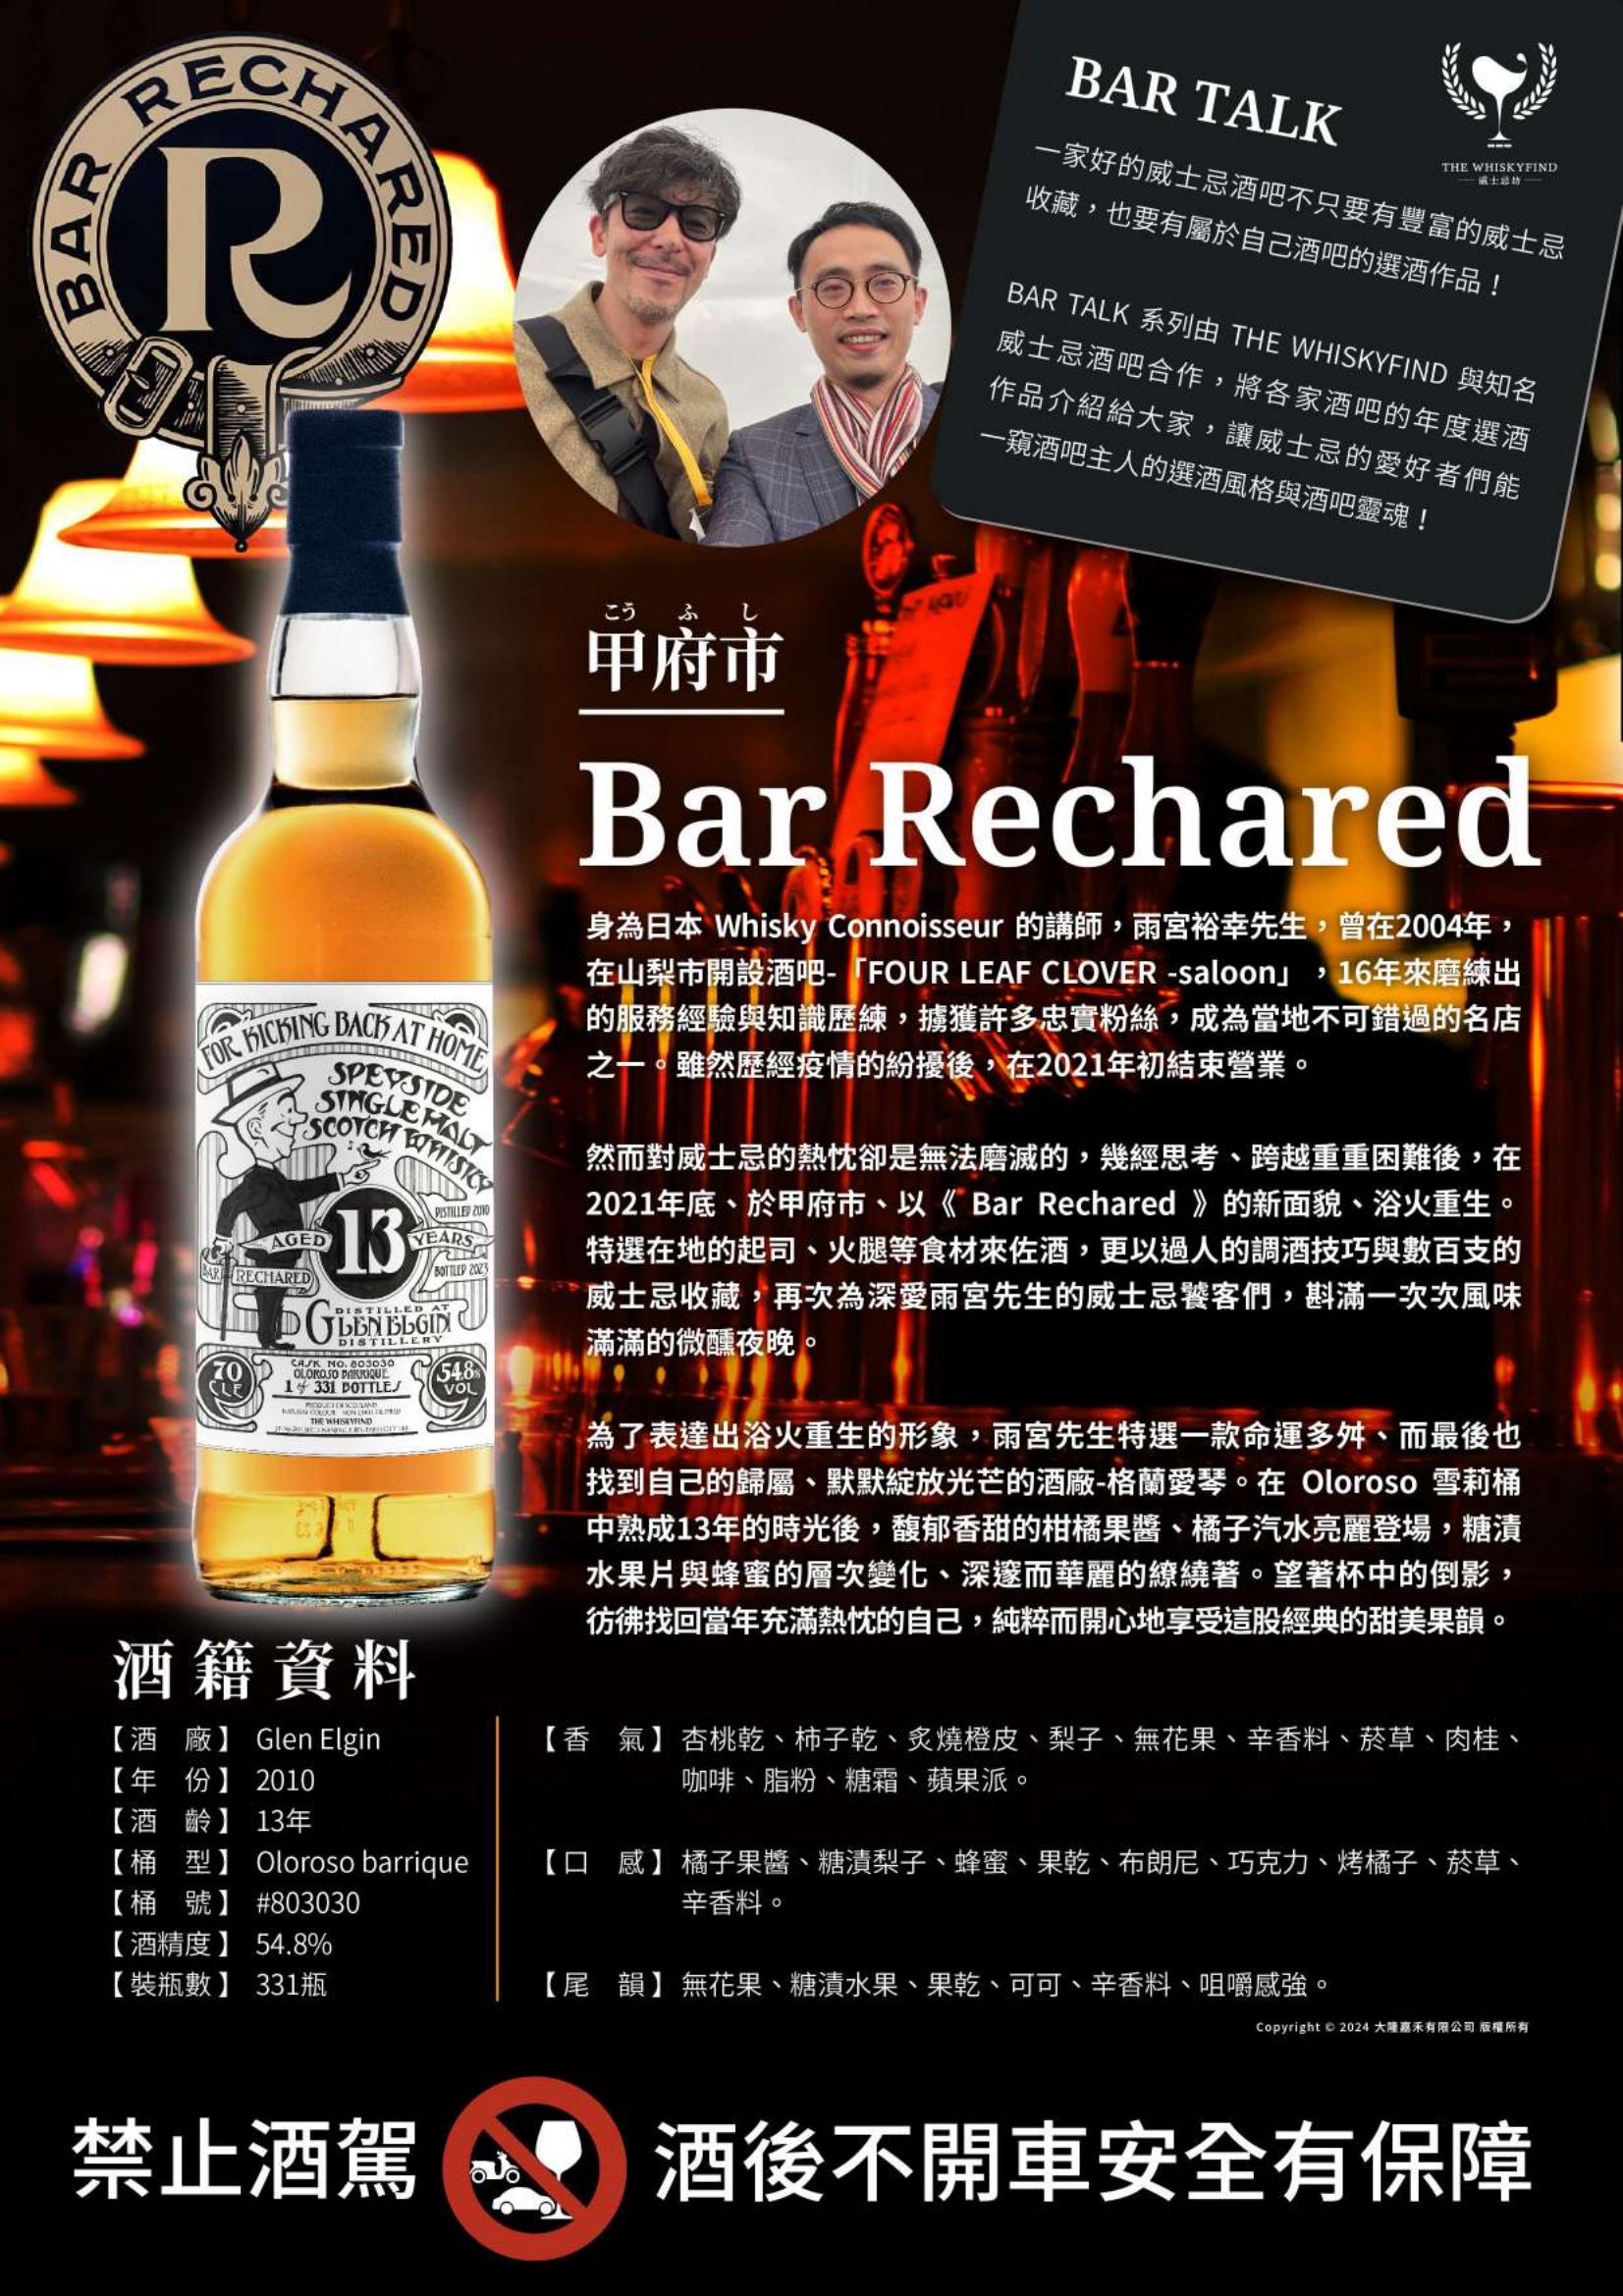 BAR RECHARED
R
BAR TALK
THE WHISKYFIND
威士忌坊
一家好的威士忌酒吧不只要有豐富的威士忌
收藏，也要有屬於自己酒吧的選酒作品！
BAR TALK 系列由 THE WHISKYFIND 與知名
威士忌酒吧合作，將各家酒吧的年度選酒
作品介紹給大家，讓威士忌的愛好者們能
一窺酒吧主人的選酒風格與酒吧靈魂！
こう ふ し
甲府市
Bar Rechared
身為日本 Whisky Connoisseur 的講師，雨宮裕幸先生，曾在2004年，
在山梨市開設酒吧-「FOUR LEAF CLOVER -saloon」，16年來磨練出
的服務經驗與知識歷練，擄獲許多忠實粉絲，成為當地不可錯過的名店
之一。雖然歷經疫情的紛擾後，在2021年初結束營業。
然而對威士忌的熱忱卻是無法磨滅的，幾經思考、跨越重重困難後，在
2021年底、於甲府市、以《 Bar Rechared 》的新面貌、浴火重生。
特選在地的起司、火腿等食材來佐酒，更以過人的調酒技巧與數百支的
威士忌收藏，再次為深愛雨宮先生的威士忌饕客們，斟滿一次次風味
滿滿的微醺夜晚。
為了表達出浴火重生的形象，雨宮先生特選一款命運多舛、而最後也
找到自己的歸屬、默默綻放光芒的酒廠-格蘭愛琴。在 Oloroso 雪莉桶
中熟成13年的時光後，馥郁香甜的柑橘果醬、橘子汽水亮麗登場，糖漬
水果片與蜂蜜的層次變化、深邃而華麗的繚繞著。望著杯中的倒影，
彷彿找回當年充滿熱忱的自己，純粹而開心地享受這股經典的甜美果韻。
FOR KICKING BACK AT HOME
SPEYSIDE
SINGLE MALT
SCOTCH WHISKY
DISTILLED 2010
AGED 13 YEARS
BOTTLED 2023
BAR RECHARED
DISTILLED AT
GLEN ELGIN
DISTILLERY
70 CLE
CASK NO. 803030
OLOROSO BARRIQUE
1 of 331 BOTTLES
54.8% VOL
PRODUCT OF SCOTLAND
NATURAL COLOUR NON CHILL FILTERED
THE WHISKYFIND
酒籍資料
【酒 廠】 Glen Elgin
【年 份】 2010
【酒 齡】 13年
【桶 型】 Oloroso barrique
【桶 號】 #803030
【酒精度】 54.8%
【裝瓶數】 331瓶
【香 氣】杏桃乾、柿子乾、炙燒橙皮、梨子、無花果、辛香料、菸草、肉桂、
咖啡、脂粉、糖霜、蘋果派。
【口 感】橘子果醬、糖漬梨子、蜂蜜、果乾、布朗尼、巧克力、烤橘子、菸草、
辛香料。
【尾 韻】無花果、糖漬水果、果乾、可可、辛香料、咀嚼感強。
Copyright © 2024 大隆嘉禾有限公司 版權所有
禁止酒駕 酒後不開車安全有保障